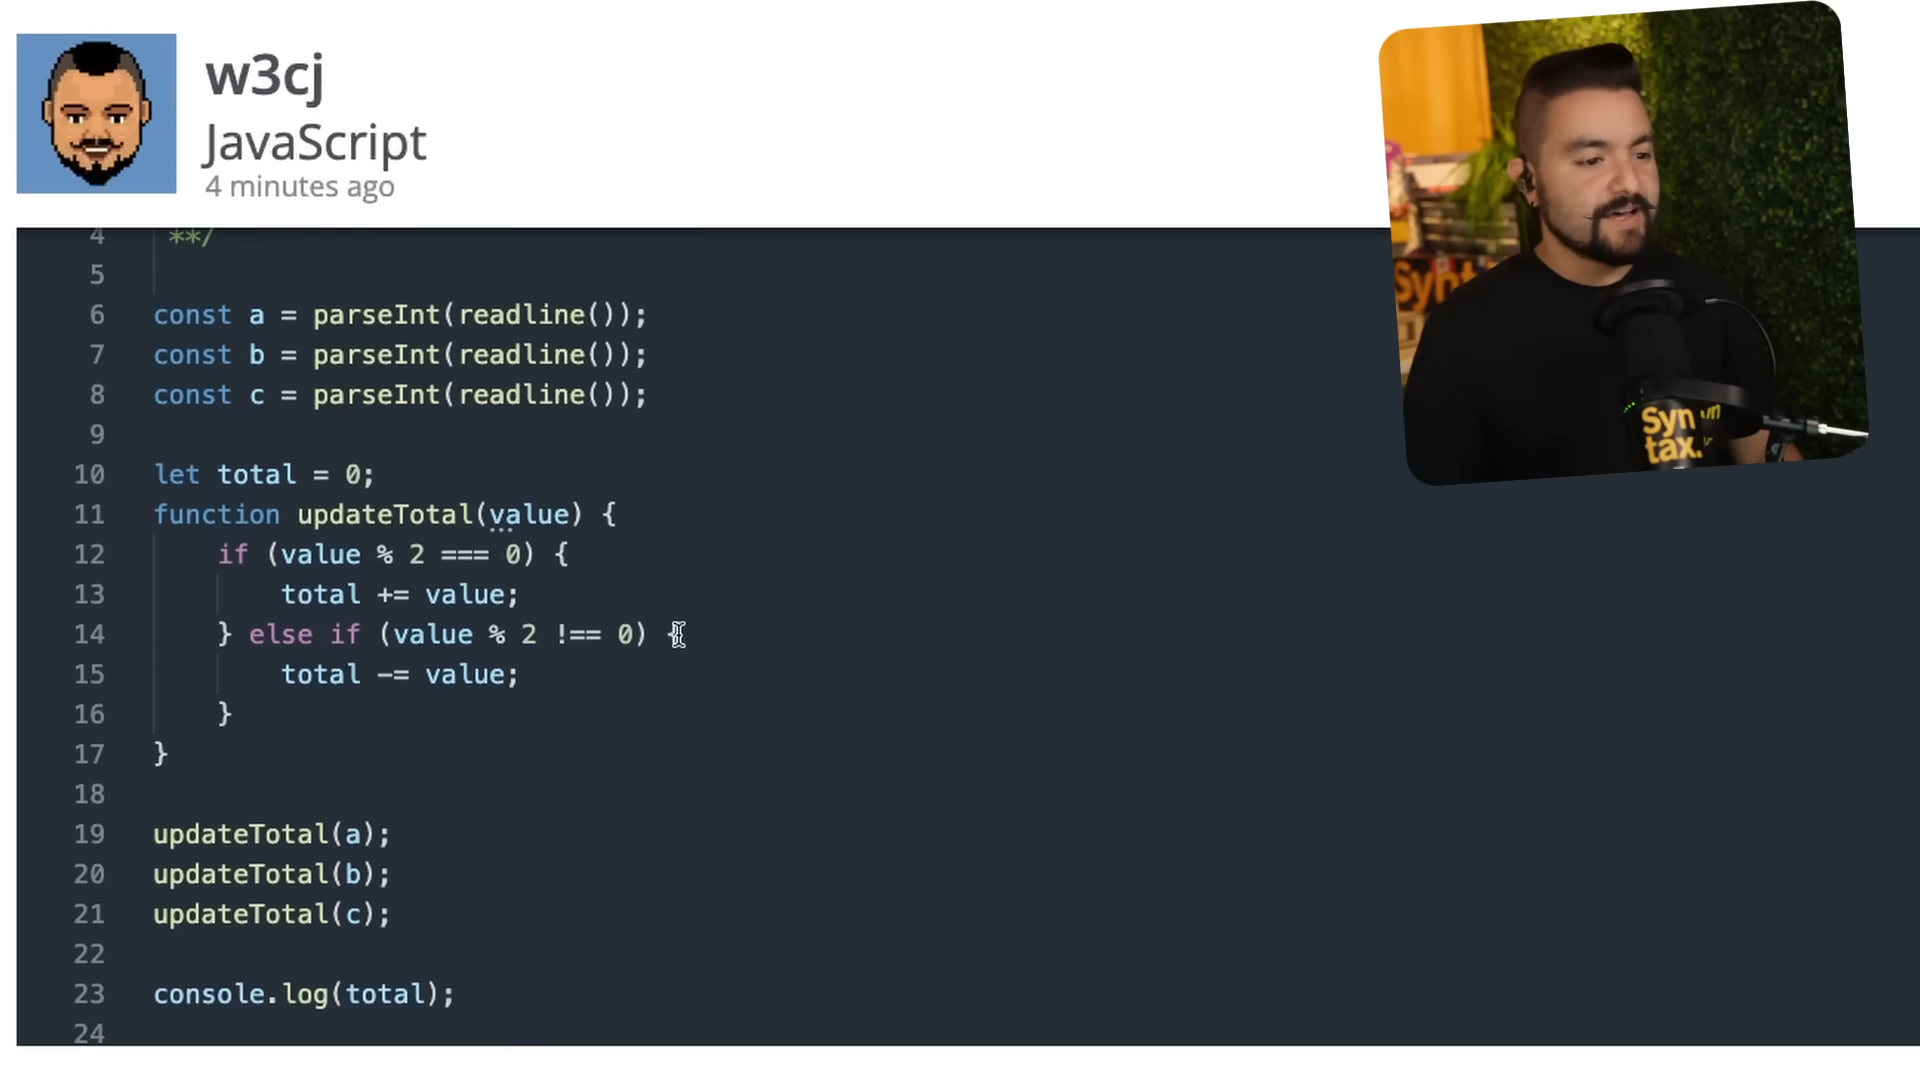 w3cj
JavaScript
4 minutes ago
4 **/
5
6 const a = parseInt(readline());
7 const b = parseInt(readline());
8 const c = parseInt(readline());
9
10 let total = 0;
11 function updateTotal(value) {
12 if (value % 2 === 0) {
13 total += value;
14 } else if (value % 2 !== 0) {
15 total -= value;
16 }
17 }
18
19 updateTotal(a);
20 updateTotal(b);
21 updateTotal(c);
22
23 console.log(total);
24
Synt
Syn
tax.